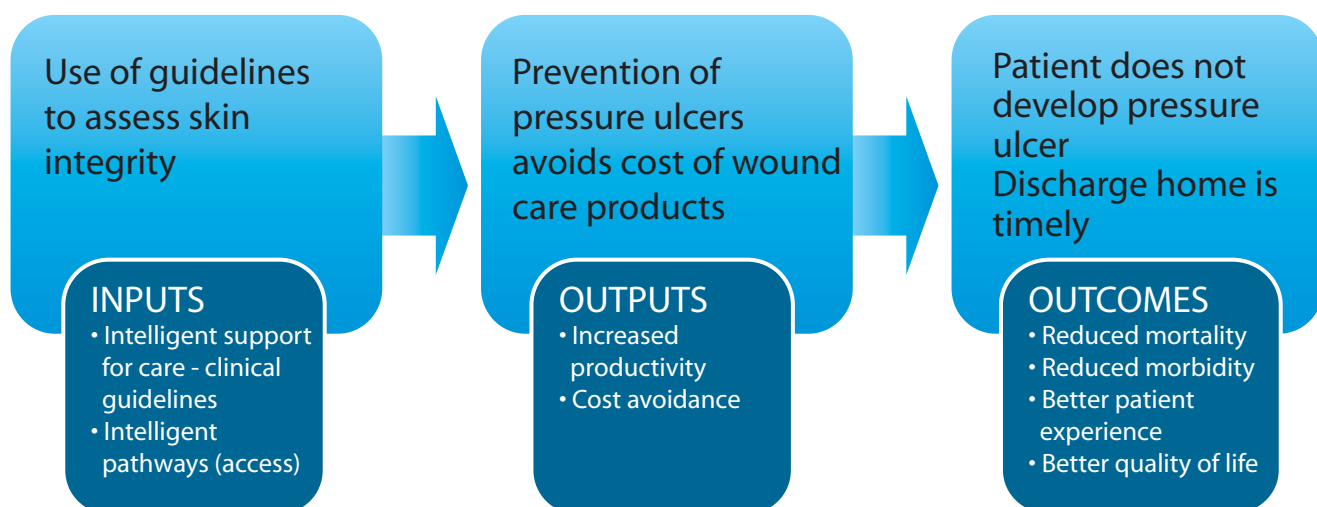 Use of guidelines
to assess skin
integrity
INPUTS
• Intelligent support
for care - clinical
guidelines
• Intelligent
pathways (access)
Prevention of
pressure ulcers
avoids cost of wound
care products
OUTPUTS
• Increased
productivity
• Cost avoidance
Patient does not
develop pressure
ulcer
Discharge home is
timely
OUTCOMES
• Reduced mortality
• Reduced morbidity
• Better patient
experience
• Better quality of life